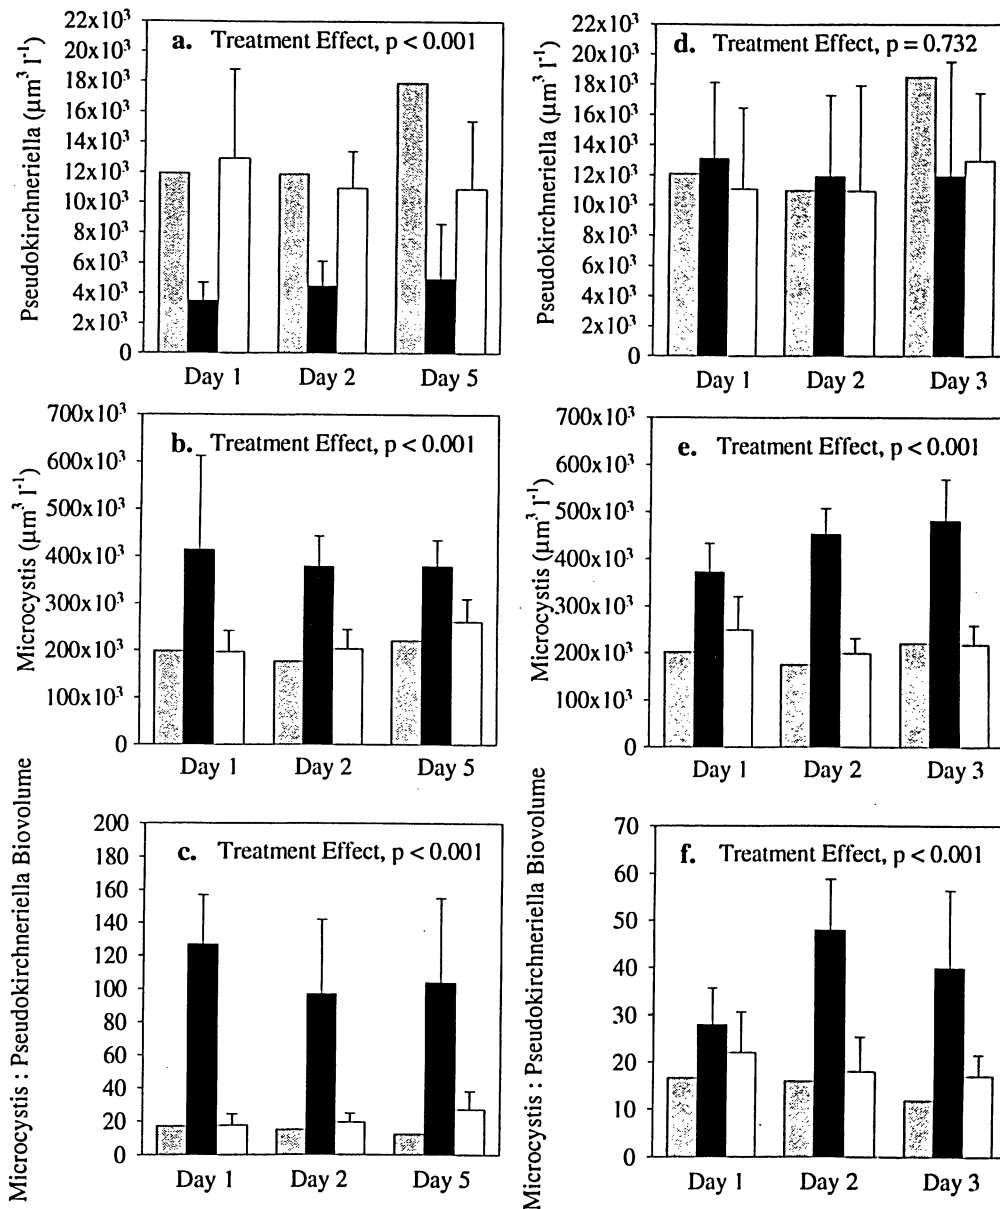 Pseudokirchneriella (µm³ l⁻¹)
22x10³
20x10³
18x10³
16x10³
14x10³
12x10³
10x10³
8x10³
6x10³
4x10³
2x10³
0
a. Treatment Effect, p < 0.001
Day 1 Day 2 Day 5
Pseudokirchneriella (µm³ l⁻¹)
22x10³
20x10³
18x10³
16x10³
14x10³
12x10³
10x10³
8x10³
6x10³
4x10³
2x10³
0
d. Treatment Effect, p = 0.732
Day 1 Day 2 Day 3
Microcystis (µm³ l⁻¹)
700x10³
600x10³
500x10³
400x10³
300x10³
200x10³
100x10³
0
b. Treatment Effect, p < 0.001
Day 1 Day 2 Day 5
Microcystis (µm³ l⁻¹)
700x10³
600x10³
500x10³
400x10³
300x10³
200x10³
100x10³
0
e. Treatment Effect, p < 0.001
Day 1 Day 2 Day 3
Microcystis : Pseudokirchneriella Biovolume
200
180
160
140
120
100
80
60
40
20
0
c. Treatment Effect, p < 0.001
Day 1 Day 2 Day 5
Microcystis : Pseudokirchneriella Biovolume
70
60
50
40
30
20
10
0
f. Treatment Effect, p < 0.001
Day 1 Day 2 Day 3